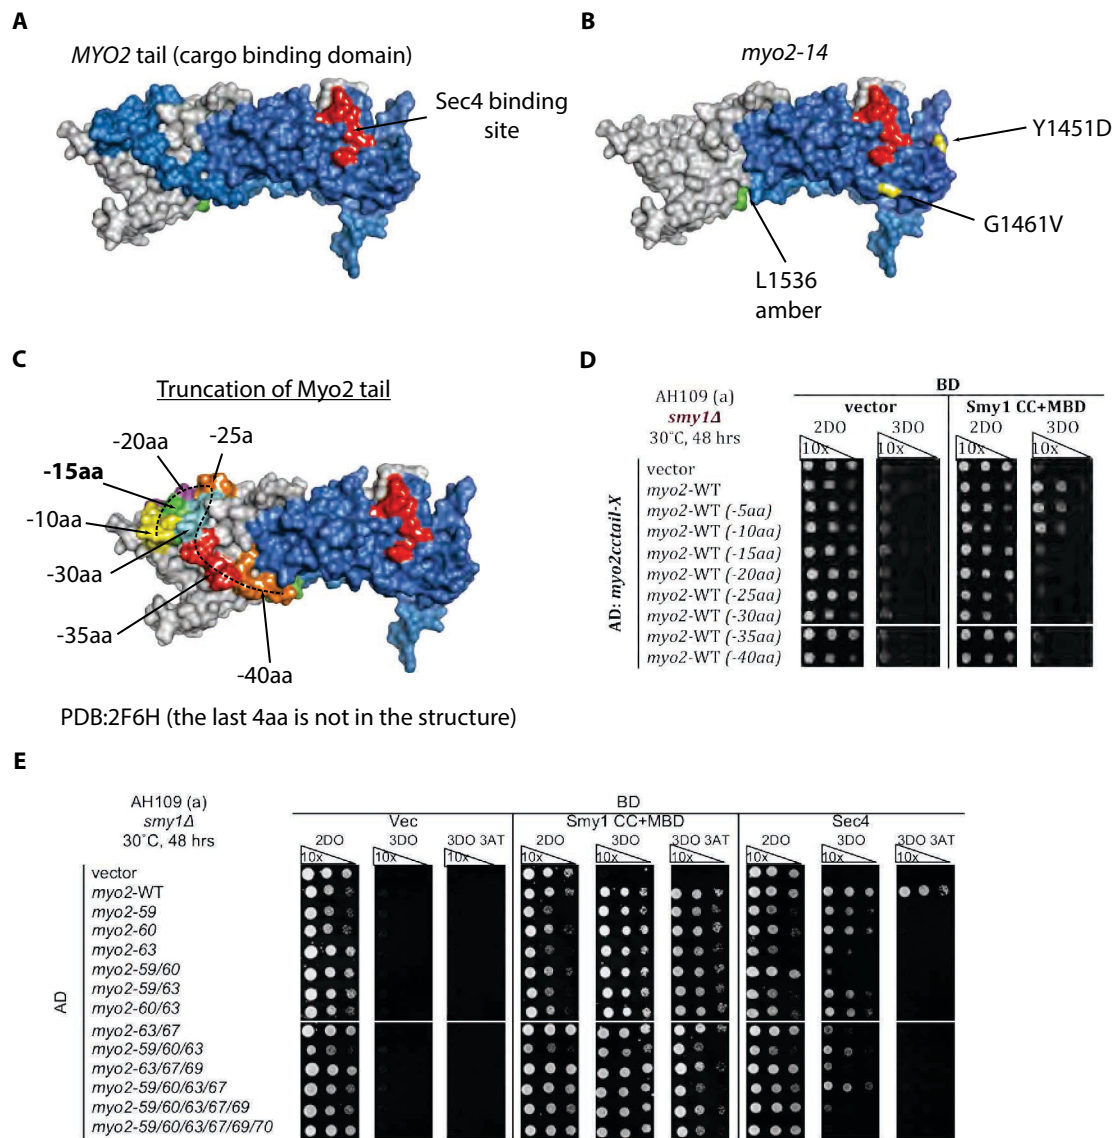 A
MYO2 tail (cargo binding domain)
Sec4 binding
site
B
myo2-14
Y1451D
G1461V
L1536
amber
C
Truncation of Myo2 tail
-20aa
-25a
-15aa
-10aa
-30aa
-35aa
-40aa
PDB:2F6H (the last 4aa is not in the structure)
D
AH109 (a)
smy1Δ
30˚C, 48 hrs
BD
vector
Smy1 CC+MBD
2DO 3DO 2DO 3DO
10x 10x 10x 10x
AD: myo2cctail-X
vector
myo2-WT
myo2-WT (-5aa)
myo2-WT (-10aa)
myo2-WT (-15aa)
myo2-WT (-20aa)
myo2-WT (-25aa)
myo2-WT (-30aa)
myo2-WT (-35aa)
myo2-WT (-40aa)
E
AH109 (a)
smy1Δ
30˚C, 48 hrs
BD
Vec Smy1 CC+MBD Sec4
2DO 3DO 3DO 3AT 2DO 3DO 3DO 3AT 2DO 3DO 3DO 3AT
10x 10x 10x 10x 10x 10x 10x 10x 10x
AD
vector
myo2-WT
myo2-59
myo2-60
myo2-63
myo2-59/60
myo2-59/63
myo2-60/63
myo2-63/67
myo2-59/60/63
myo2-63/67/69
myo2-59/60/63/67
myo2-59/60/63/67/69
myo2-59/60/63/67/69/70